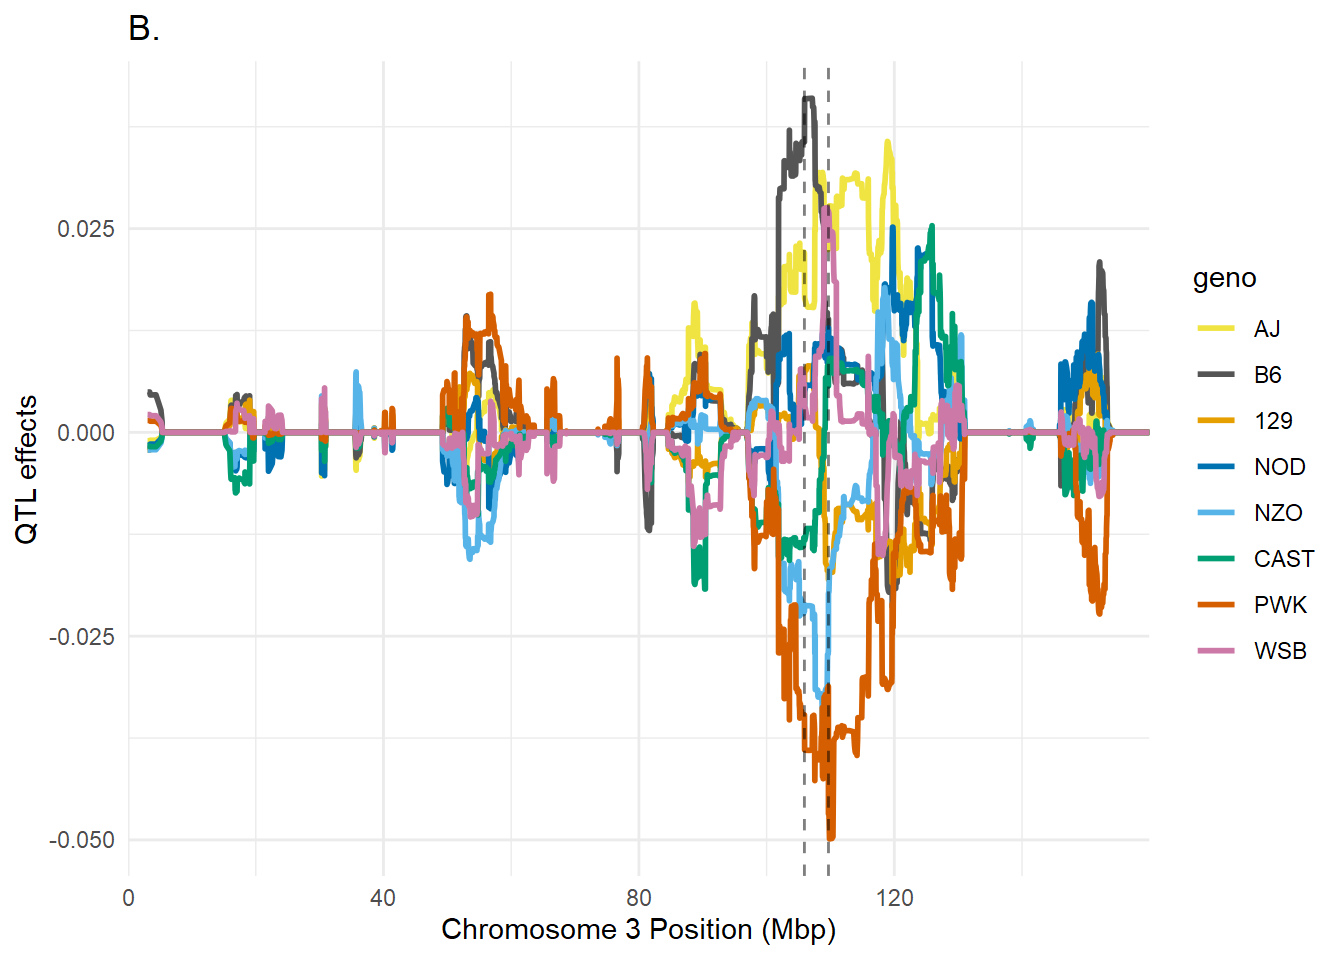 B.
QTL effects
0.025
0.000
-0.025
-0.050
0
40
80
120
Chromosome 3 Position (Mbp)
geno
AJ
B6
129
NOD
NZO
CAST
PWK
WSB